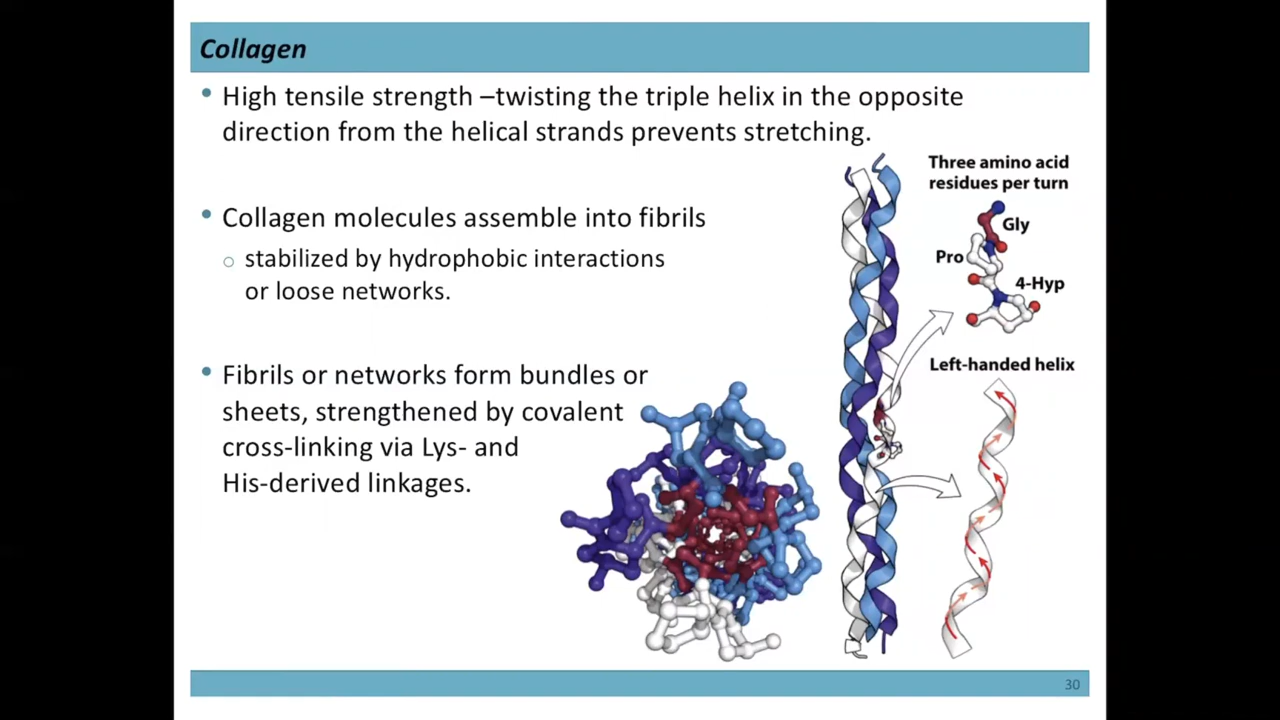 Collagen
• High tensile strength –twisting the triple helix in the opposite
direction from the helical strands prevents stretching.
• Collagen molecules assemble into fibrils
○ stabilized by hydrophobic interactions
or loose networks.
• Fibrils or networks form bundles or
sheets, strengthened by covalent
cross-linking via Lys- and
His-derived linkages.
Three amino acid
residues per turn
Gly
Pro
4-Hyp
Left-handed helix
30